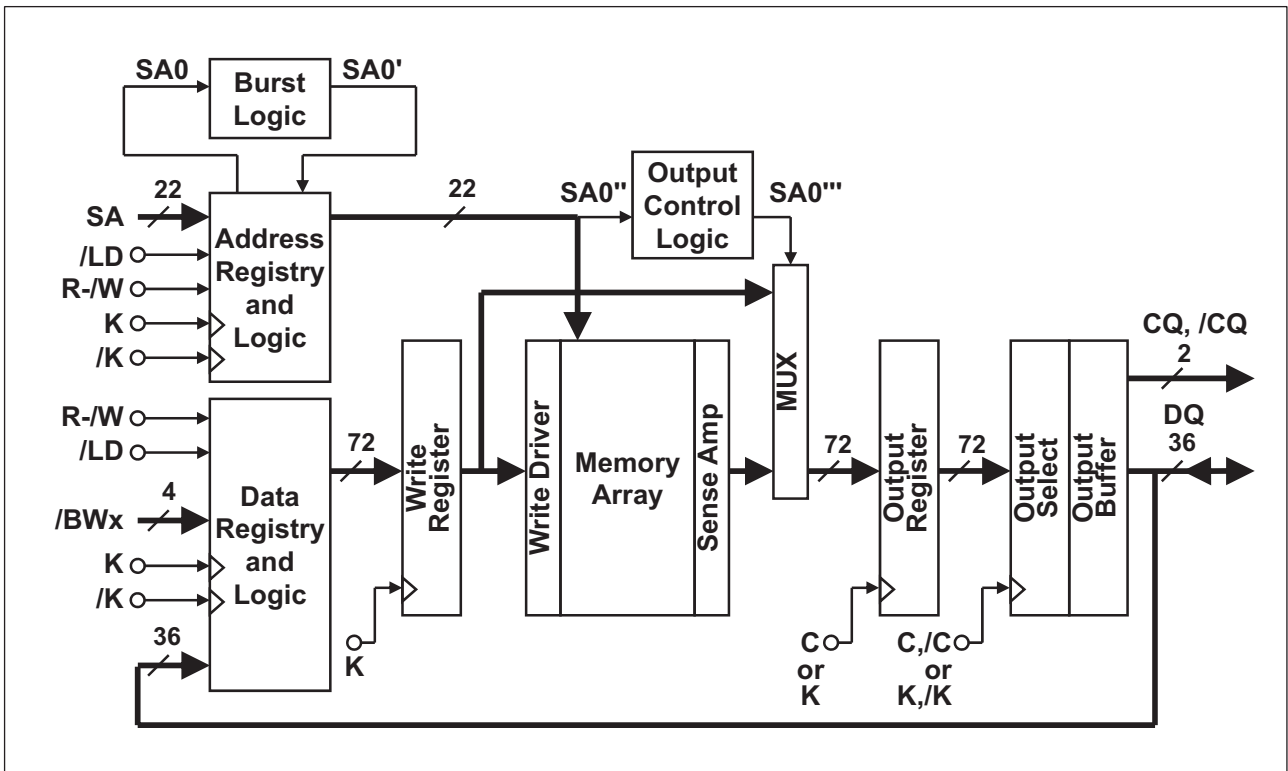 SA0
Burst
Logic
SA0'
22
SA
/LD
R-/W
K
/K
Address
Registry
and
Logic
22
SA0"
Output
Control
Logic
SA0'"
MUX
R-/W
/LD
4
/BWx
K
/K
36
Data
Registry
and
Logic
72
Write
Register
K
Write Driver
Memory
Array
Sense Amp
72
Output
Register
C
or
K
72
Output
Select
Output
Buffer
C,/C
or
K,/K
CQ, /CQ
2
DQ
36